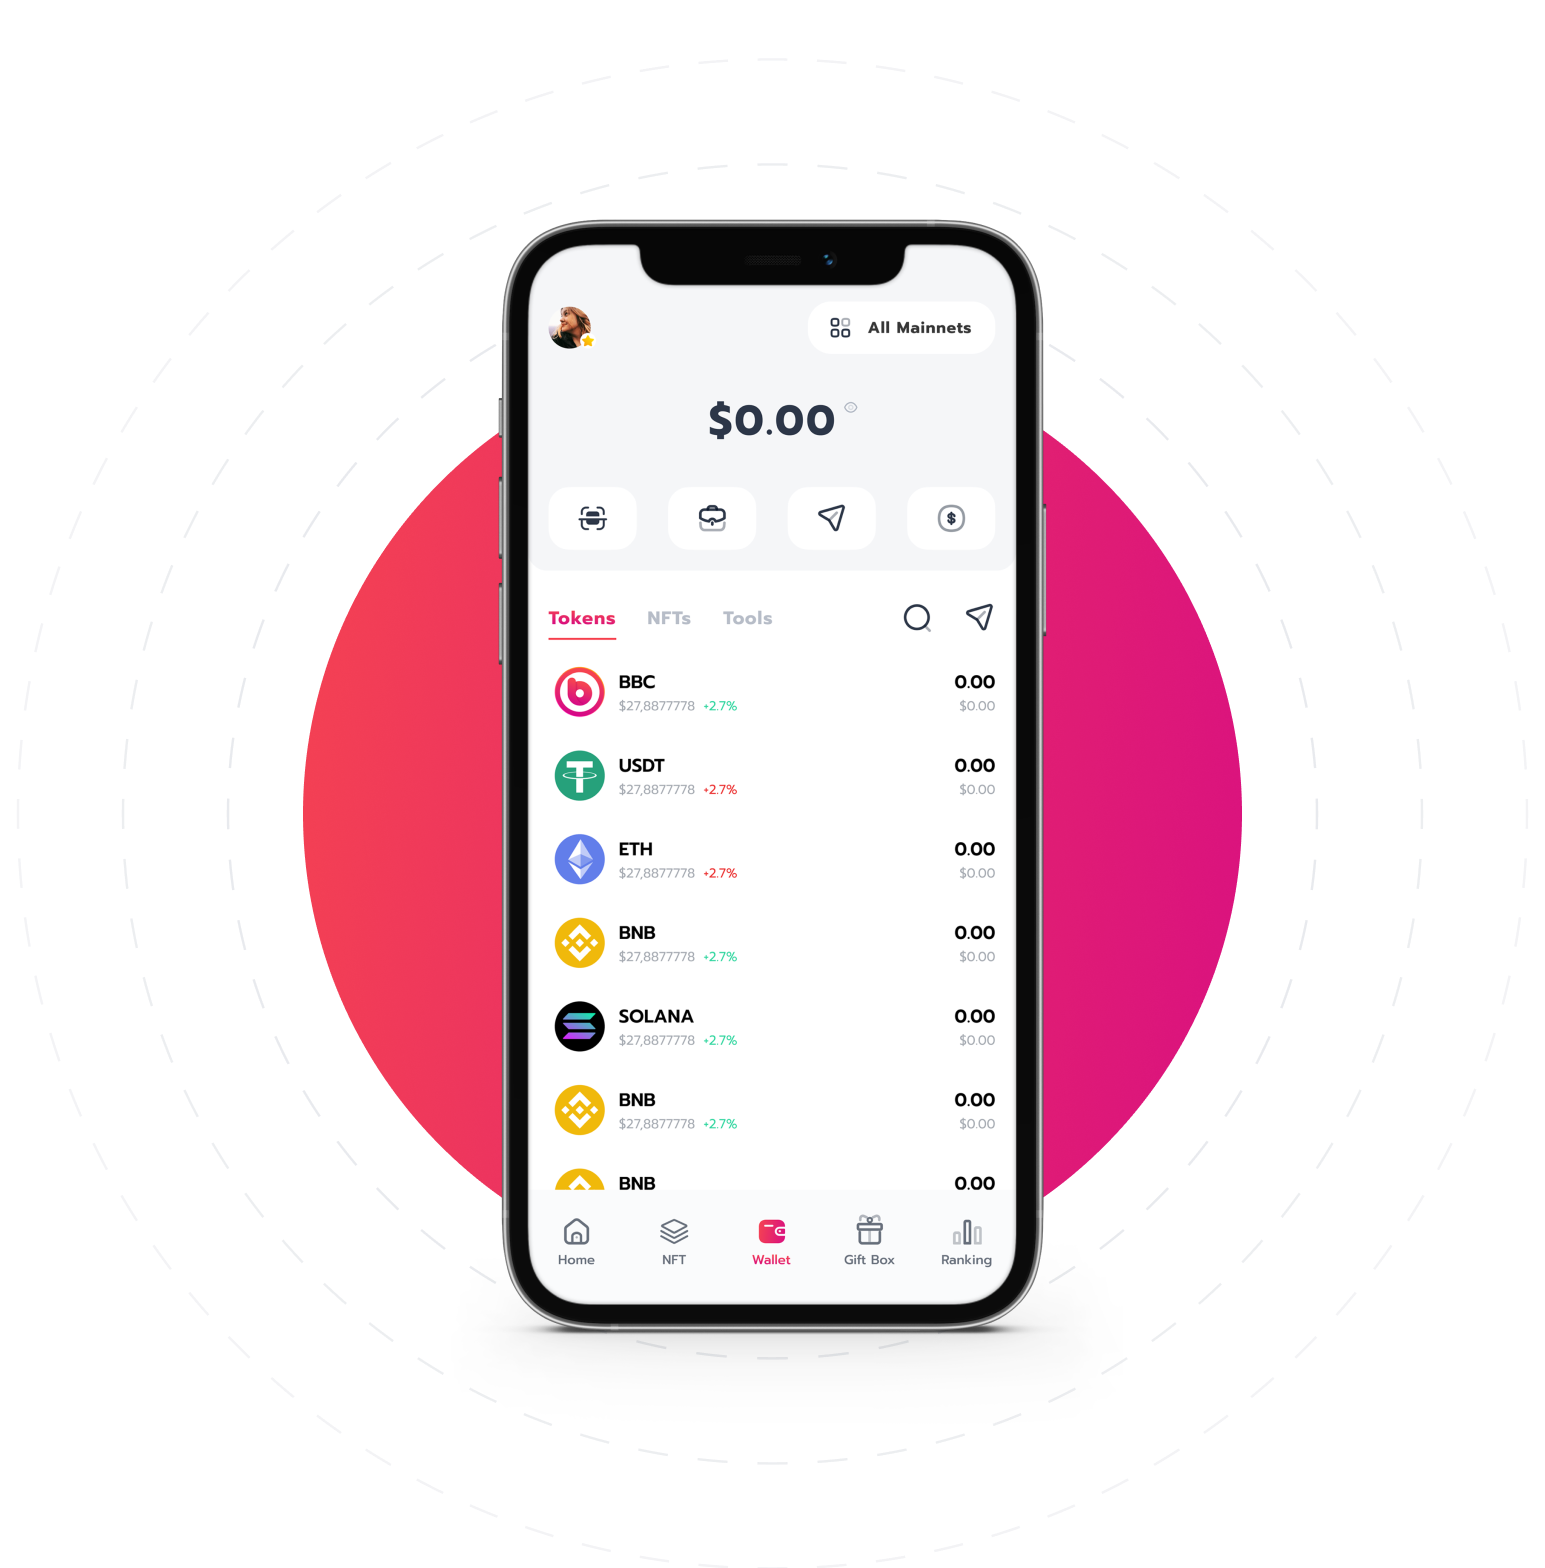 All Mainnets
$0.00
Tokens NFTs Tools
BBC 0.00
$27,8877778 +2.7% $0.00
USDT 0.00
$27,8877778 +2.7% $0.00
ETH 0.00
$27,8877778 +2.7% $0.00
BNB 0.00
$27,8877778 +2.7% $0.00
SOLANA 0.00
$27,8877778 +2.7% $0.00
BNB 0.00
$27,8877778 +2.7% $0.00
BNB 0.00
Home NFT Wallet Gift Box Ranking